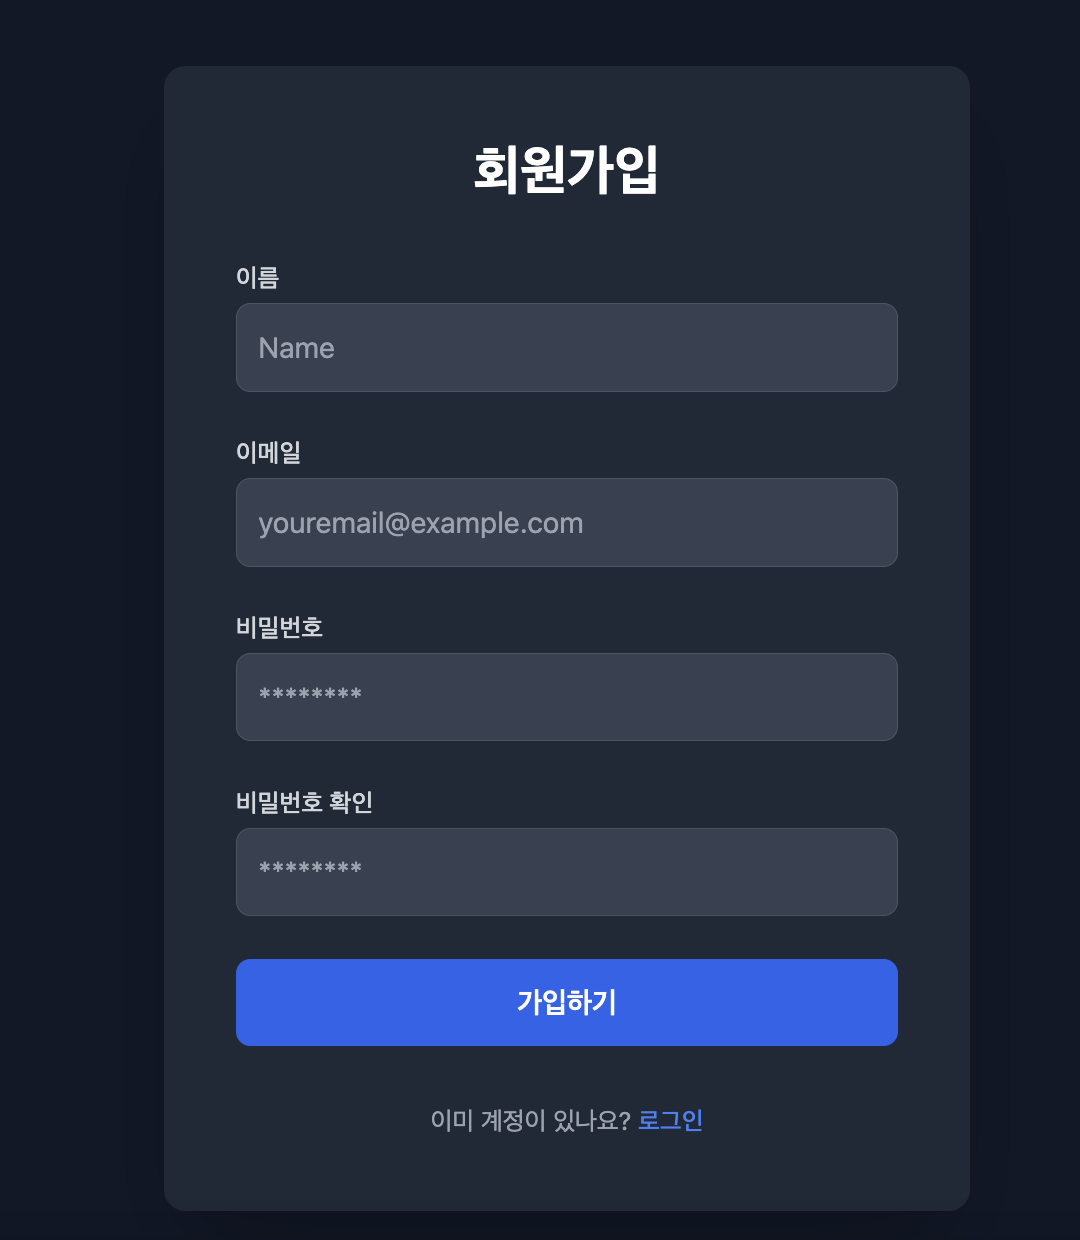 회원가입
이름
Name
이메일
youremail@example.com
비밀번호
********
비밀번호 확인
********
가입하기
이미 계정이 있나요? 로그인